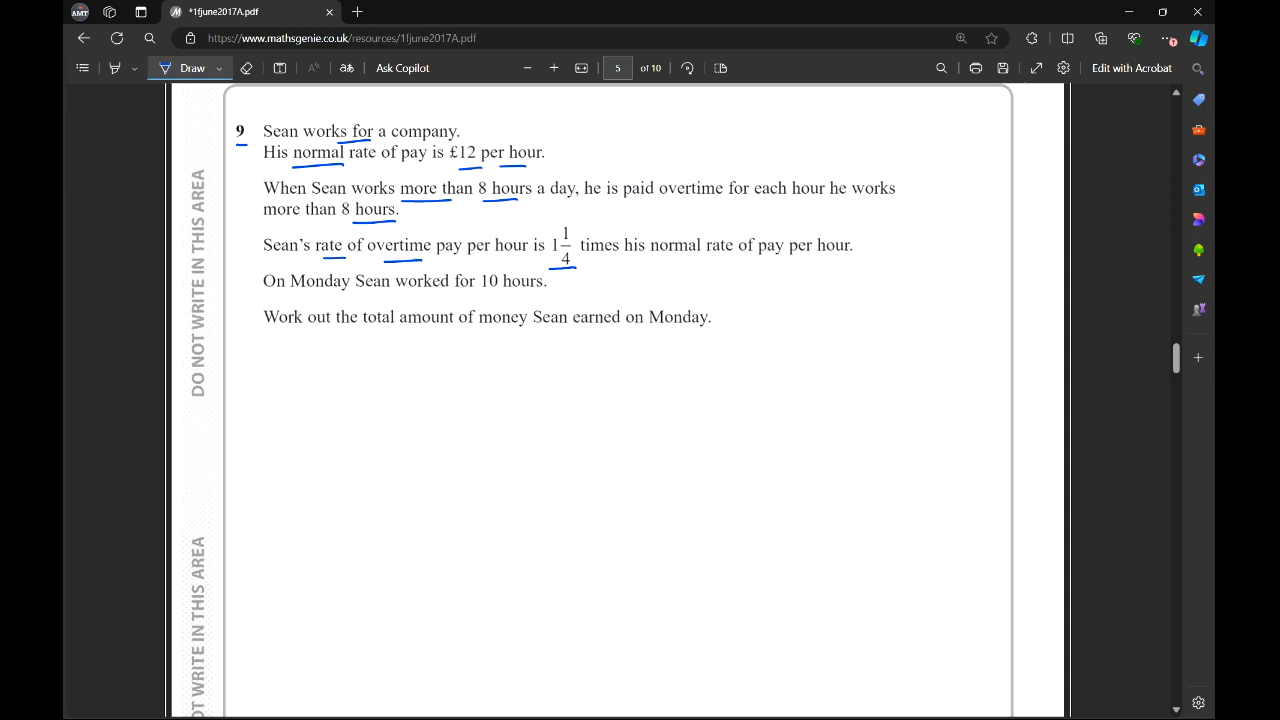 AMT
*1fjune2017A.pdf
https://www.mathsgenie.co.uk/resources/1fjune2017A.pdf
Draw
Ask Copilot
5
of 10
Edit with Acrobat
9 Sean works for a company.
His normal rate of pay is £12 per hour.
When Sean works more than 8 hours a day, he is paid overtime for each hour he works
more than 8 hours.
Sean’s rate of overtime pay per hour is 1 1/4 times his normal rate of pay per hour.
On Monday Sean worked for 10 hours.
Work out the total amount of money Sean earned on Monday.
DO NOT WRITE IN THIS AREA
OT WRITE IN THIS AREA